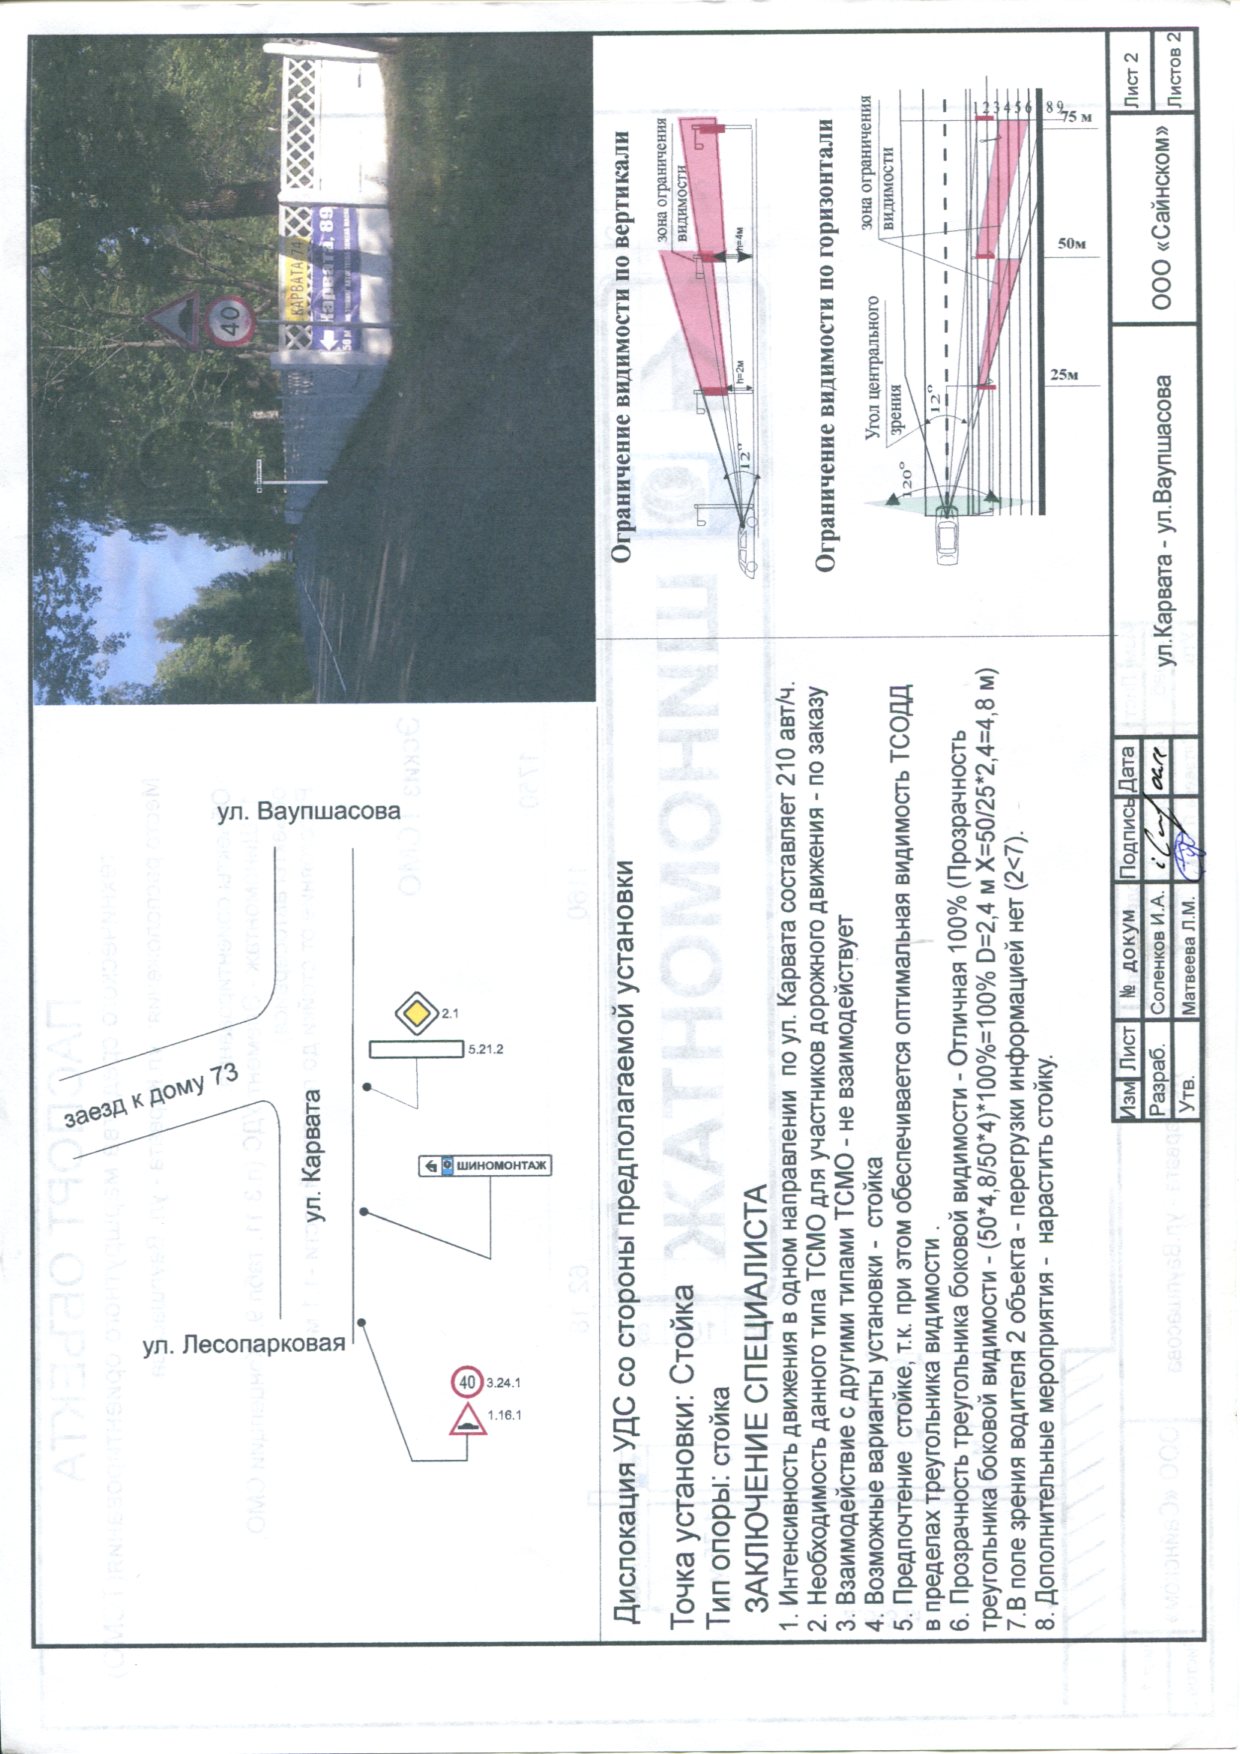 ул. Ваупшасова
заезд к дому 73
ул. Карвата
ул. Лесопарковая
2.1
5.21.2
ШИНОМОНТАЖ
40
3.24.1
1.16.1
40
КАРВАТА
Карвата, 89
50 М
Дислокация УДС со стороны предполагаемой установки
Точка установки: Стойка
Тип опоры: стойка
ЗАКЛЮЧЕНИЕ СПЕЦИАЛИСТА
1. Интенсивность движения в одном направлении по ул. Карвата составляет 210 авт/ч.
2. Необходимость данного типа ТСМО для участников дорожного движения - по заказу
3. Взаимодействие с другими типами ТСМО - не взаимодействует
4. Возможные варианты установки - стойка
5. Предпочтение стойке, т.к. при этом обеспечивается оптимальная видимость ТСОДД
в пределах треугольника видимости .
6. Прозрачность треугольника боковой видимости - Отличная 100% (Прозрачность
треугольника боковой видимости - (50*4,8/50*4)*100%=100% D=2,4 м X=50/25*2,4=4,8 м)
7.В поле зрения водителя 2 объекта - перегрузки информацией нет (2<7).
8. Дополнительные мероприятия - нарастить стойку.
Ограничение видимости по вертикали
зона ограничения
видимости
12°
h=2м
h=4м
Ограничение видимости по горизонтали
Угол центрального
зрения
зона ограничения
видимости
120°
12°
1 2 3 4 5 6 8 9
25м
50м
75 м
Изм Лист № докум Подпись Дата
Разраб. Соленков И.А.
Утв. Матвеева Л.М.
ул.Карвата - ул.Ваупшасова
ООО «Сайнском»
Лист 2
Листов 2